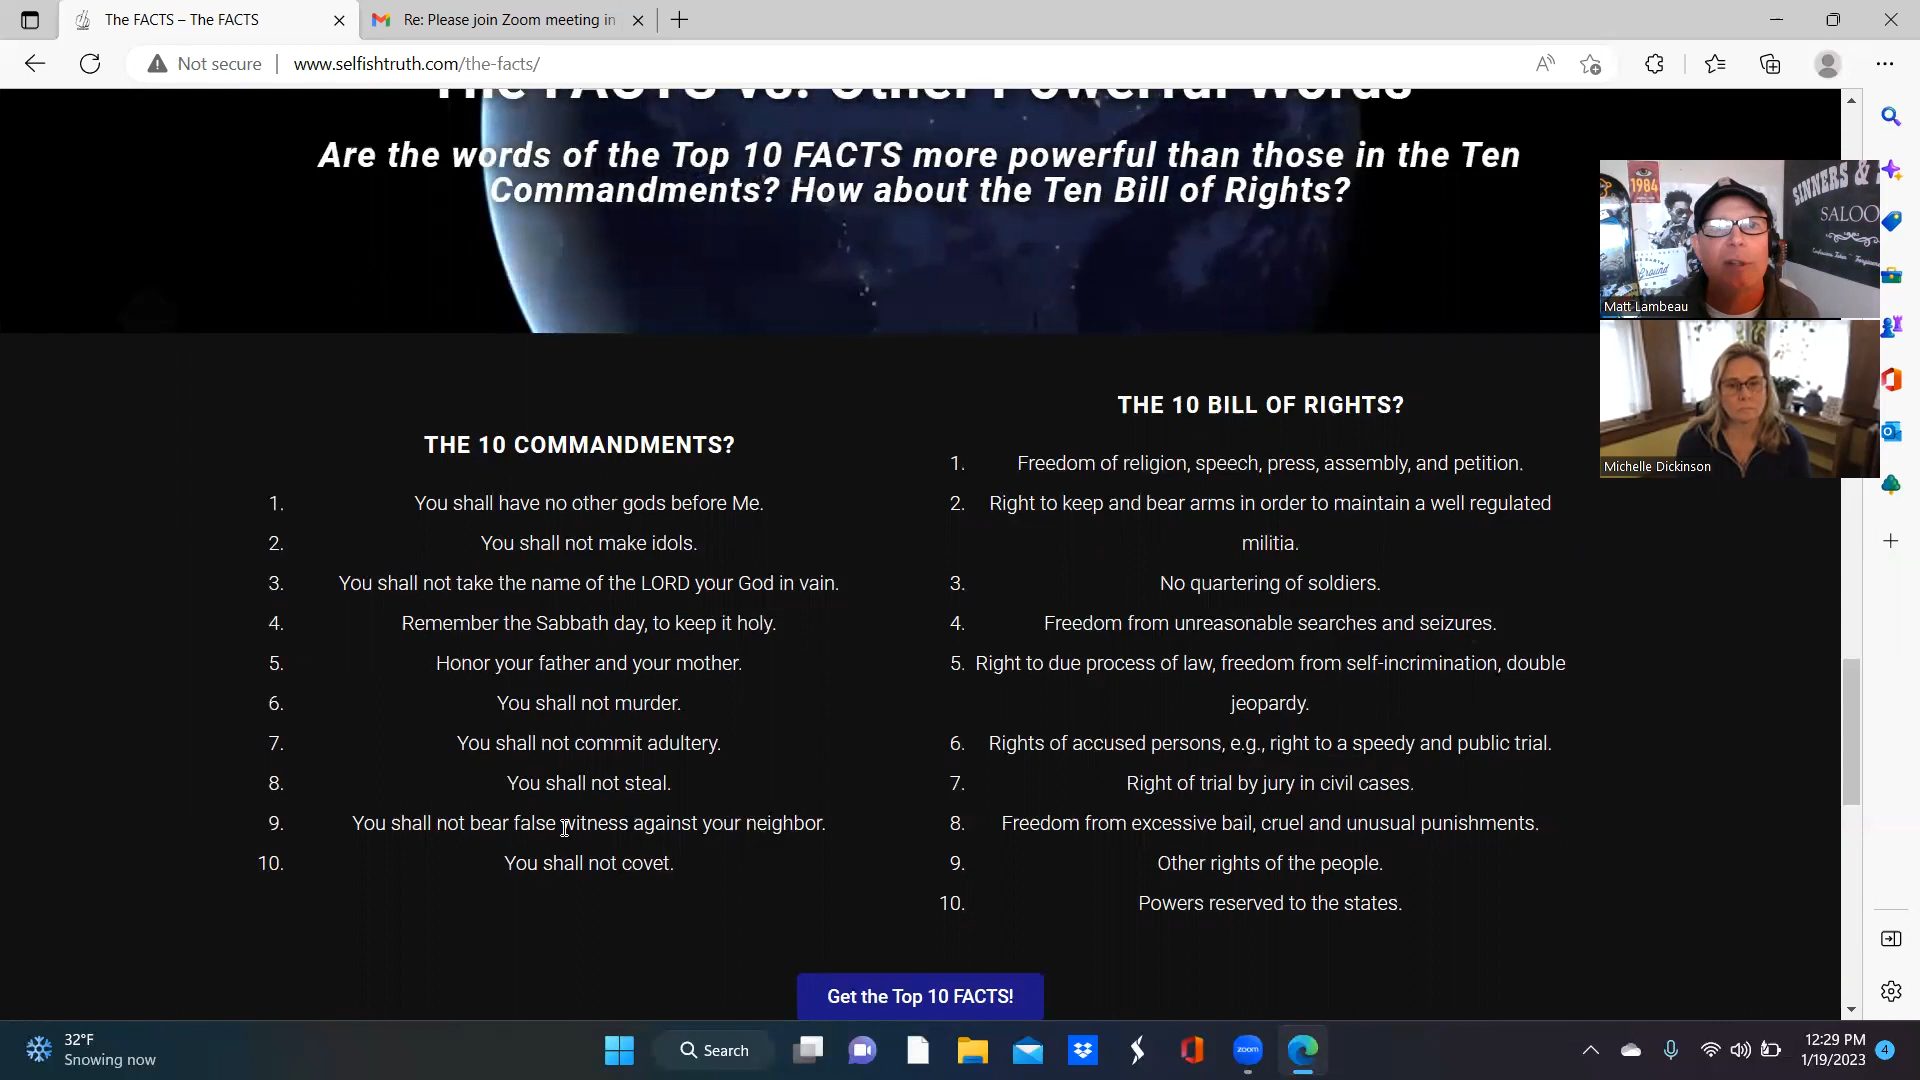 The FACTS – The FACTS
Re: Please join Zoom meeting in
Not secure
www.selfishtruth.com/the-facts/
The FACTS vs. Other Powerful Words
Are the words of the Top 10 FACTS more powerful than those in the Ten
Commandments? How about the Ten Bill of Rights?
1984
SINNERS &
SALOO
Ground
Matt Lambeau
Michelle Dickinson
THE 10 COMMANDMENTS?
1. You shall have no other gods before Me.
2. You shall not make idols.
3. You shall not take the name of the LORD your God in vain.
4. Remember the Sabbath day, to keep it holy.
5. Honor your father and your mother.
6. You shall not murder.
7. You shall not commit adultery.
8. You shall not steal.
9. You shall not bear false witness against your neighbor.
10. You shall not covet.
THE 10 BILL OF RIGHTS?
1. Freedom of religion, speech, press, assembly, and petition.
2. Right to keep and bear arms in order to maintain a well regulated
militia.
3. No quartering of soldiers.
4. Freedom from unreasonable searches and seizures.
5. Right to due process of law, freedom from self-incrimination, double
jeopardy.
6. Rights of accused persons, e.g., right to a speedy and public trial.
7. Right of trial by jury in civil cases.
8. Freedom from excessive bail, cruel and unusual punishments.
9. Other rights of the people.
10. Powers reserved to the states.
Get the Top 10 FACTS!
32°F
Snowing now
Search
zoom
12:29 PM
1/19/2023
4